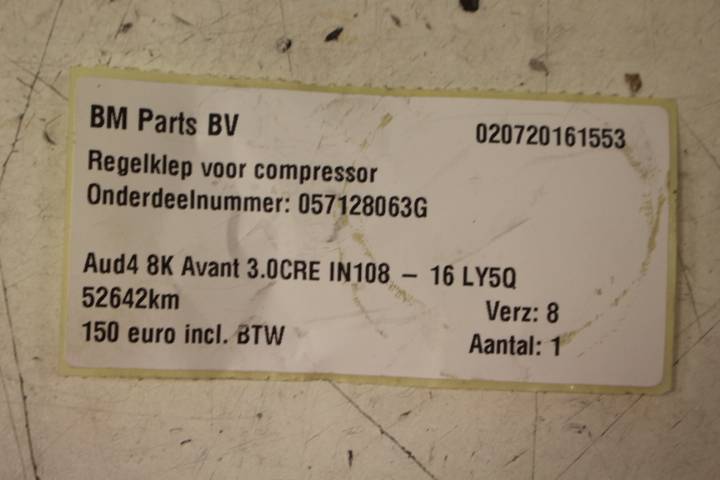 BM Parts BV 020720161553
Regelklep voor compressor
Onderdeelnummer: 057128063G
Aud4 8K Avant 3.0CRE IN108 – 16 LY5Q
52642km Verz: 8
150 euro incl. BTW Aantal: 1